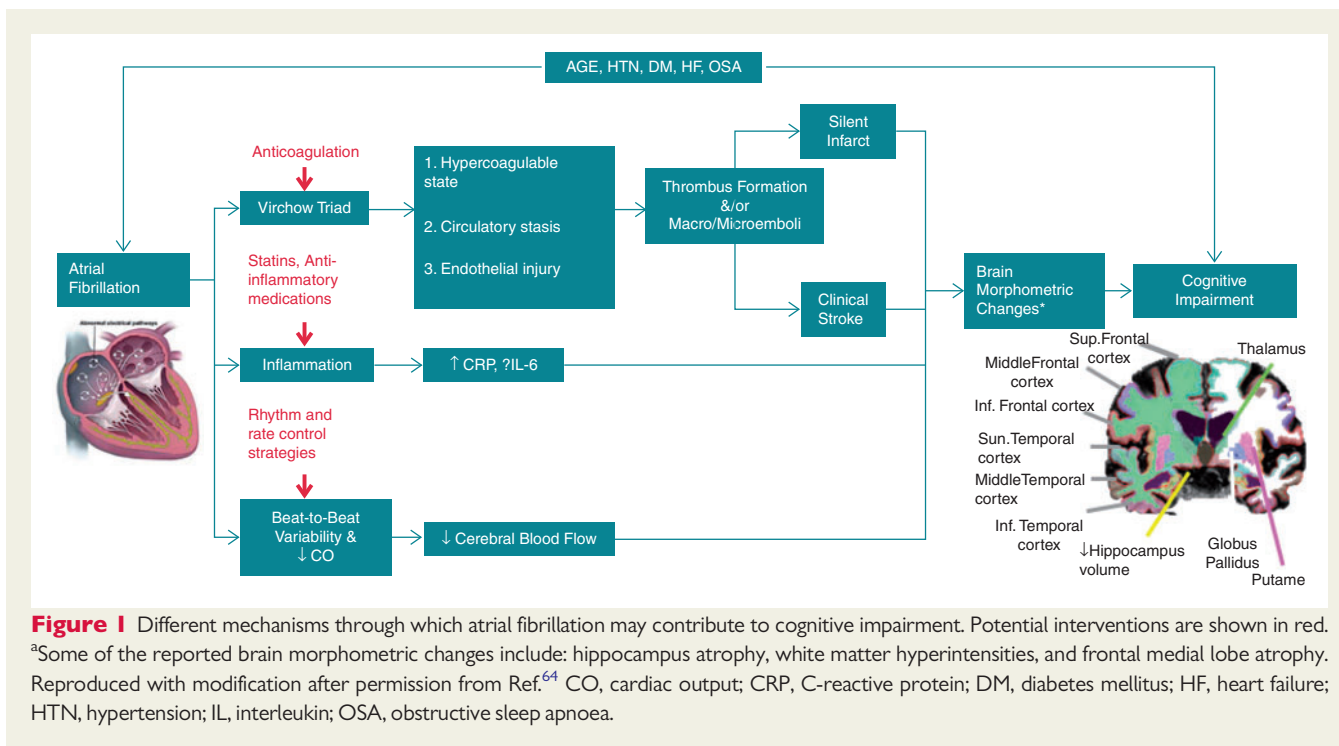 AGE, HTN, DM, HF, OSA
Anticoagulation
Virchow Triad
1. Hypercoagulable
state
2. Circulatory stasis
3. Endothelial injury
Thrombus Formation
&/or
Macro/Microemboli
Silent
Infarct
Clinical
Stroke
Atrial
Fibrillation
Abnormal electrical pathways
Statins, Anti-
inflammatory
medications
Inflammation
↑ CRP, ?IL-6
Rhythm and
rate control
strategies
Beat-to-Beat
Variability &
↓ CO
↓ Cerebral Blood Flow
Brain
Morphometric
Changes*
Cognitive
Impairment
Sup.Frontal
cortex
MiddleFrontal
cortex
Inf. Frontal cortex
Sun.Temporal
cortex
MiddleTemporal
cortex
Inf. Temporal
cortex
↓Hippocampus
volume
Thalamus
Globus
Pallidus
Putame
Figure 1 Different mechanisms through which atrial fibrillation may contribute to cognitive impairment. Potential interventions are shown in red.
aSome of the reported brain morphometric changes include: hippocampus atrophy, white matter hyperintensities, and frontal medial lobe atrophy.
Reproduced with modification after permission from Ref.64 CO, cardiac output; CRP, C-reactive protein; DM, diabetes mellitus; HF, heart failure;
HTN, hypertension; IL, interleukin; OSA, obstructive sleep apnoea.